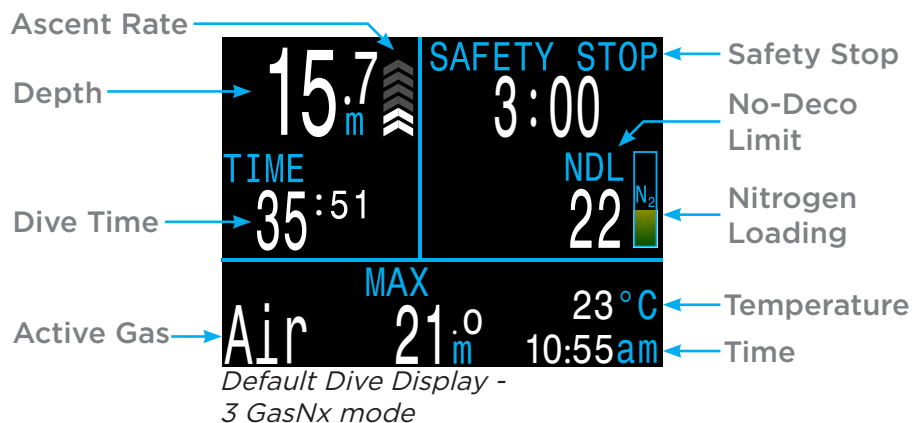 Ascent Rate
Depth
Dive Time
Active Gas
15.7
m
TIME
35:51
SAFETY STOP
3:00
NDL
22
N2
MAX
Air
21.0
m
23°C
10:55am
Safety Stop
No-Deco
Limit
Nitrogen
Loading
Temperature
Time
Default Dive Display -
3 GasNx mode